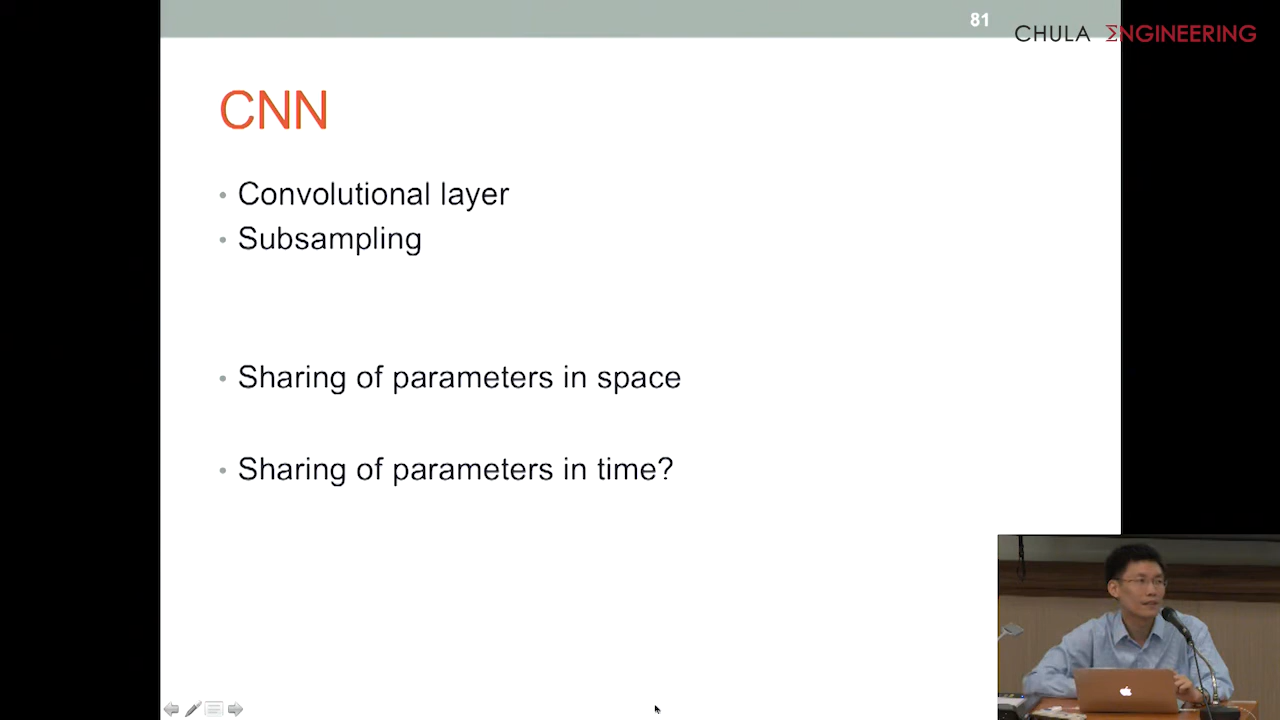 81
CHULA ΣNGINEERING
CNN
• Convolutional layer
• Subsampling
• Sharing of parameters in space
• Sharing of parameters in time?